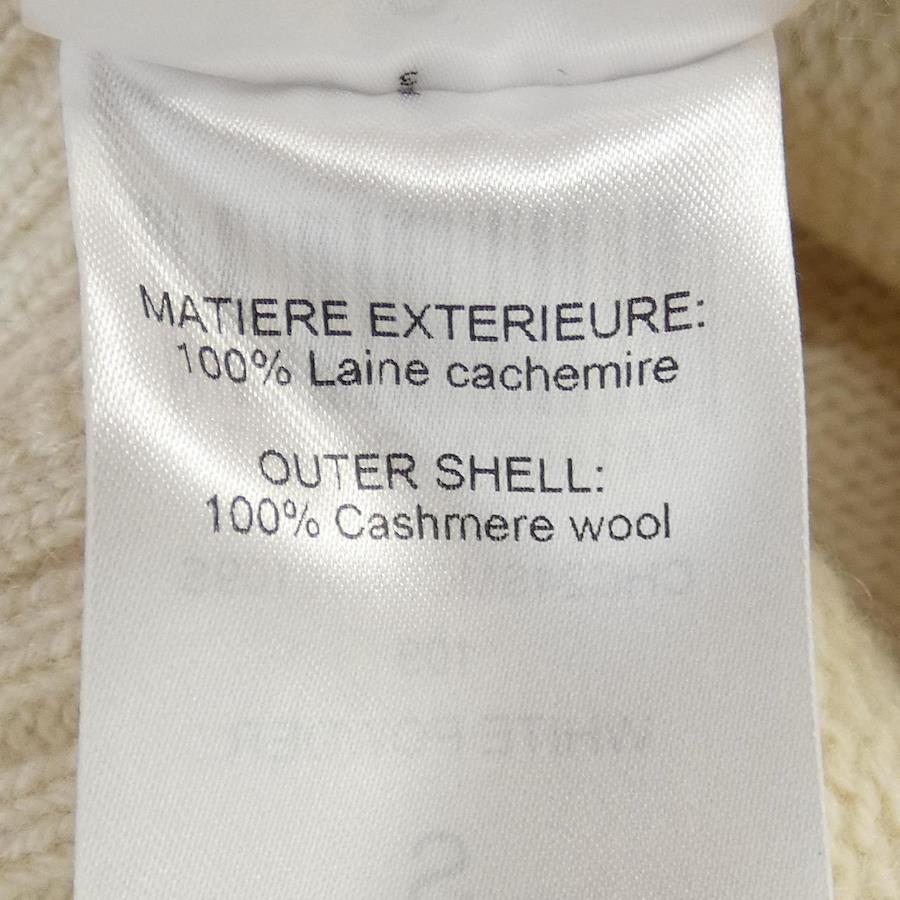 MATIERE EXTERIEURE:
100% Laine cachemire
OUTER SHELL:
100% Cashmere wool